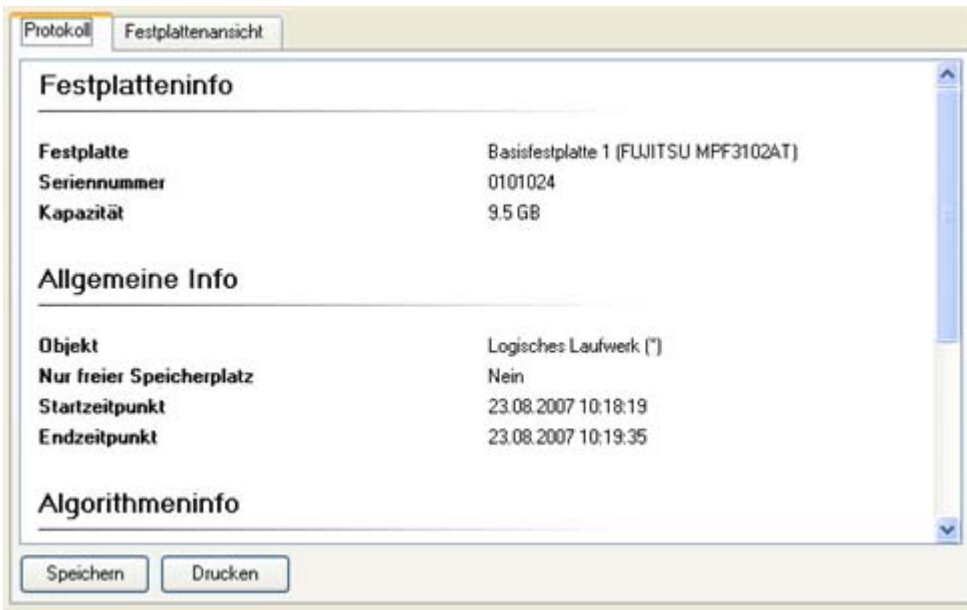 Protokoll Festplattenansicht
Festplatteninfo
Festplatte Basisfestplatte 1 (FUJITSU MPF3102AT)
Seriennummer 0101024
Kapazität 9.5 GB
Allgemeine Info
Objekt Logisches Laufwerk (*)
Nur freier Speicherplatz Nein
Startzeitpunkt 23.08.2007 10:18:19
Endzeitpunkt 23.08.2007 10:19:35
Algorithmeninfo
Speichern Drucken